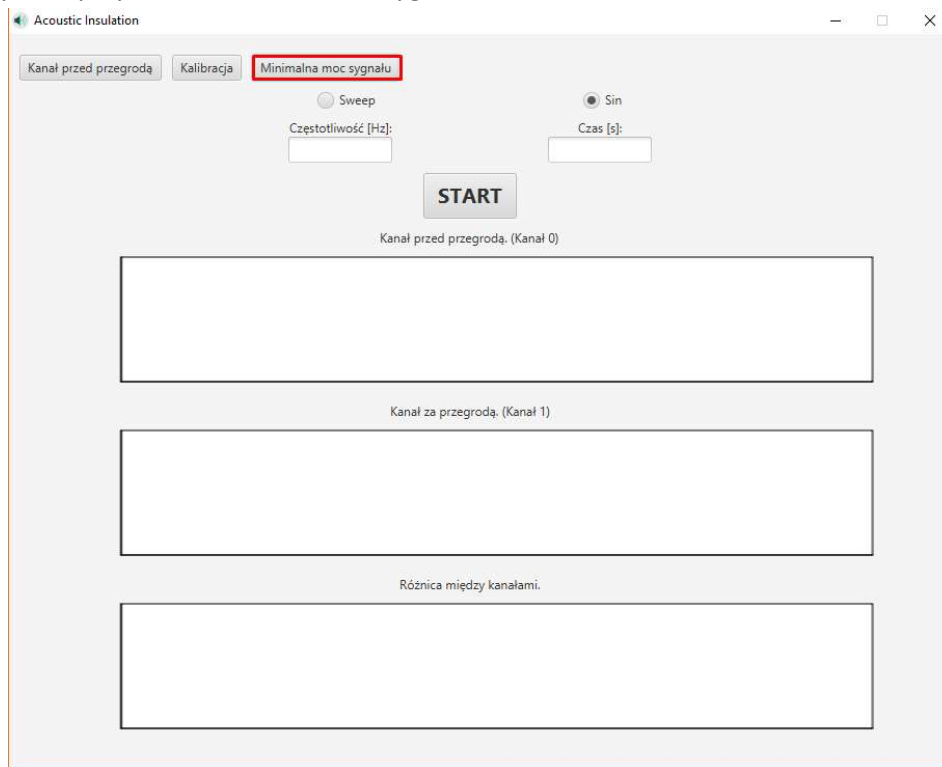 Acoustic Insulation
Kanał przed przegrodą Kalibracja Minimalna moc sygnału
Sweep Sin
Częstotliwość [Hz]: Czas [s]:
START
Kanał przed przegrodą. (Kanał 0)
Kanał za przegrodą. (Kanał 1)
Różnica między kanałami.